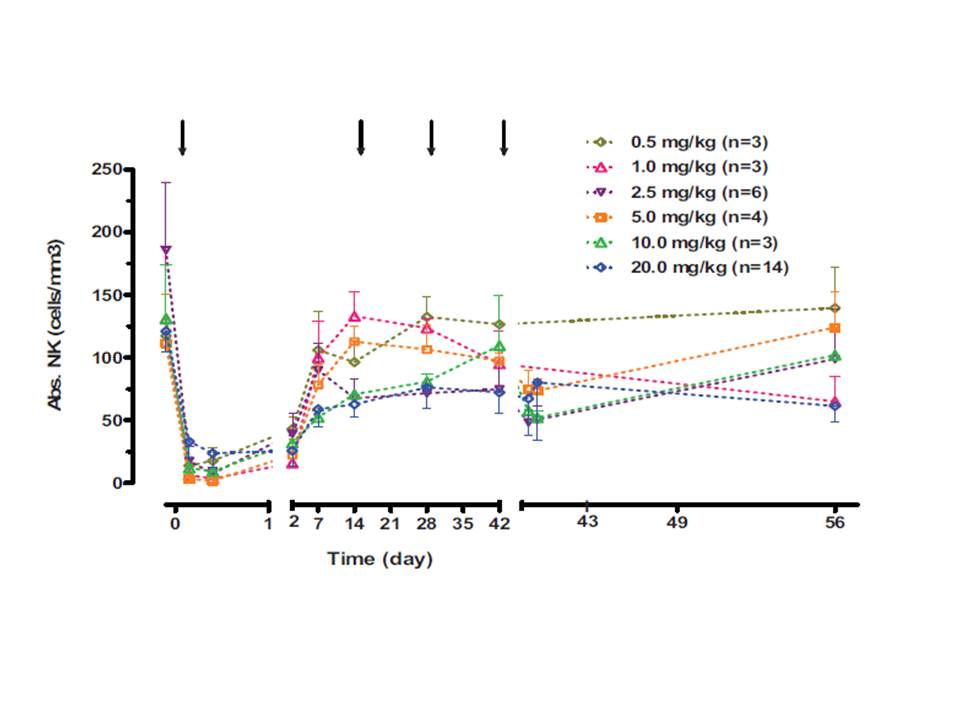 0.5 mg/kg (n=3)
1.0 mg/kg (n=3)
2.5 mg/kg (n=6)
5.0 mg/kg (n=4)
10.0 mg/kg (n=3)
20.0 mg/kg (n=14)
Abs. NK (cells/mm3)
250
200
150
100
50
0
0 1 2 7 14 21 28 35 42 43 49 56
Time (day)